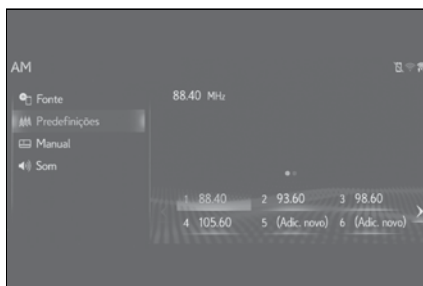 AM
Fonte
88.40 MHz
Predefinições
Manual
Som
1 88.40 2 93.60 3 98.60
4 105.60 5 (Adic. novo) 6 (Adic. novo)